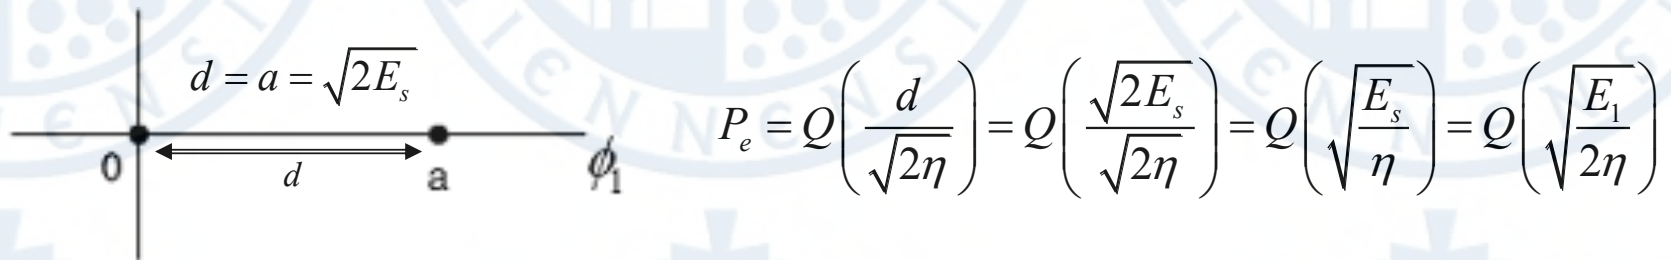 d = a = √(2E_s)
0
d
a
ϕ_1
P_e = Q(d/√(2η)) = Q(√(2E_s)/√(2η)) = Q(√(E_s/η)) = Q(√(E_1/(2η)))